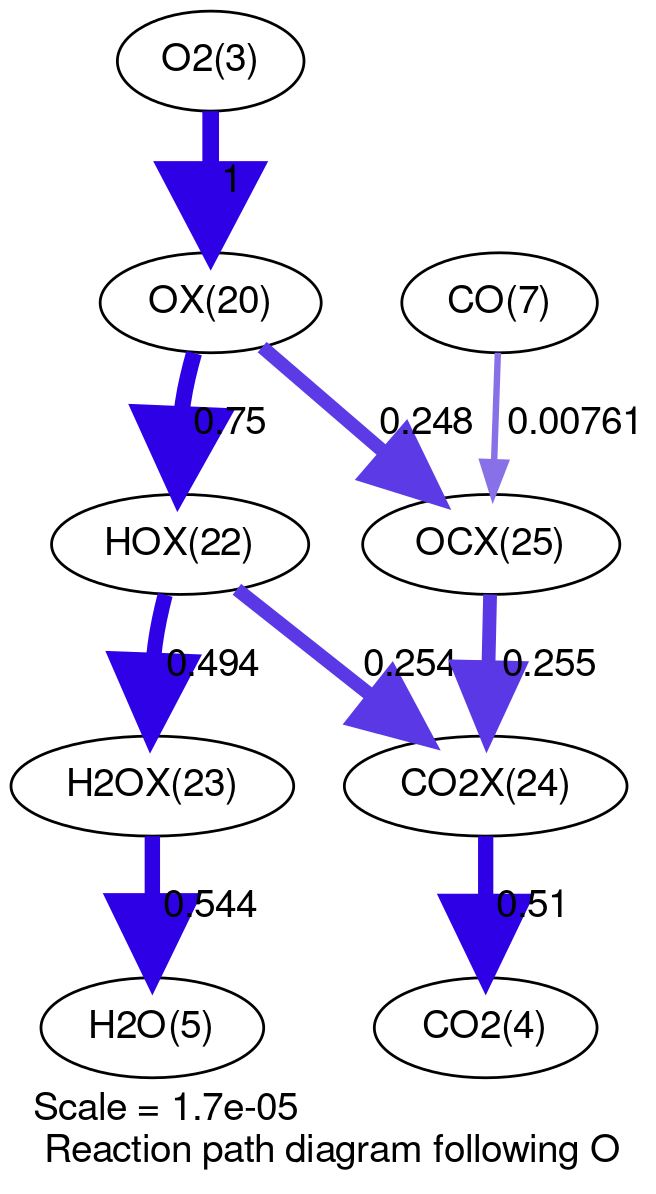 O2(3)
1
OX(20)
CO(7)
0.75
0.248
0.00761
HOX(22)
OCX(25)
0.494
0.254
0.255
H2OX(23)
CO2X(24)
0.544
0.51
H2O(5)
CO2(4)
Scale = 1.7e-05
Reaction path diagram following O